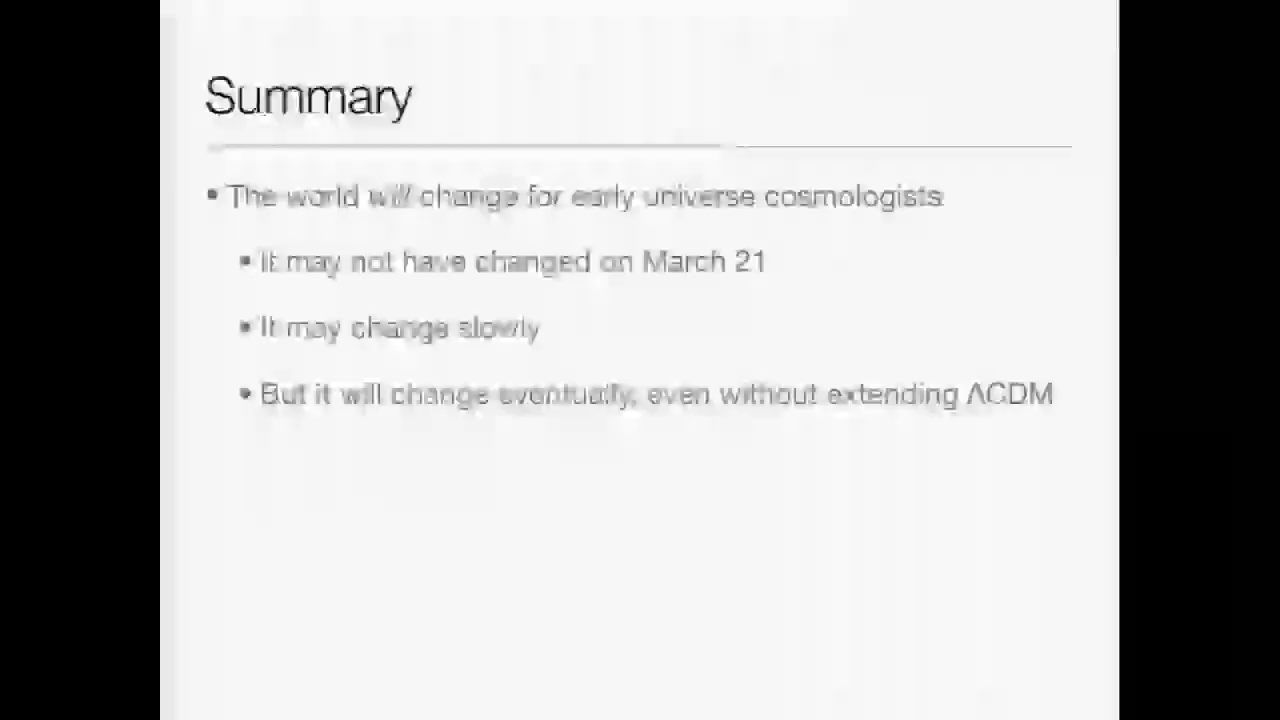 Summary
• The world will change for early universe cosmologists
• It may not have changed on March 21
• It may change slowly
• But it will change eventually, even without extending ΛCDM